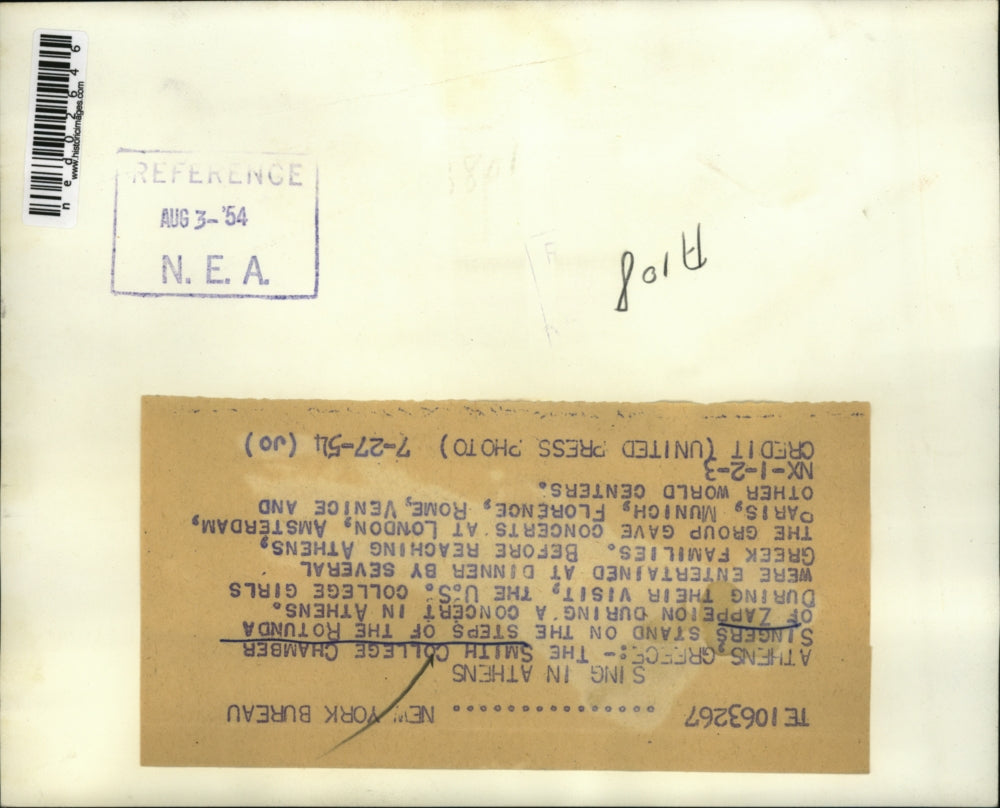 ned02646
www.historicimages.com
REFERENCE
AUG 3-'54
N. E. A.
TE1063267 ................. NEW YORK BUREAU
SING IN ATHENS
ATHENS, GREECE:- THE SMITH COLLEGE CHAMBER
SINGERS STAND ON THE STEPS OF THE ROTUNDA
OF ZAPPEION DURING A CONCERT IN ATHENS.
DURING THEIR VISIT, THE U.S. COLLEGE GIRLS
WERE ENTERTAINED AT DINNER BY SEVERAL
GREEK FAMILIES. BEFORE REACHING ATHENS,
THE GROUP GAVE CONCERTS AT LONDON, AMSTERDAM,
PARIS, MUNICH, FLORENCE, ROME, VENICE AND
OTHER WORLD CENTERS.
NX-1-2-3
CREDIT (UNITED PRESS PHOTO) 7-27-54 (JO)